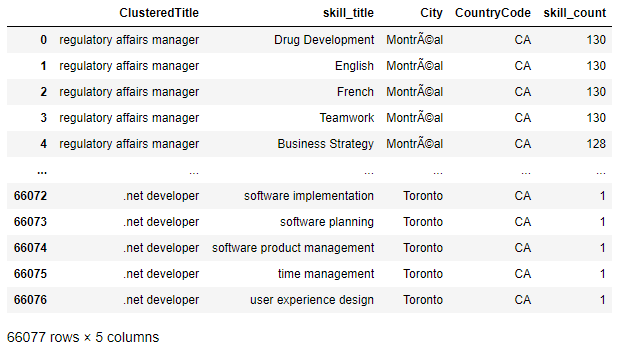 ClusteredTitle skill_title City CountryCode skill_count
0 regulatory affairs manager Drug Development MontrÃ©al CA 130
1 regulatory affairs manager English MontrÃ©al CA 130
2 regulatory affairs manager French MontrÃ©al CA 130
3 regulatory affairs manager Teamwork MontrÃ©al CA 130
4 regulatory affairs manager Business Strategy MontrÃ©al CA 128
... ... ... ... ... ...
66072 .net developer software implementation Toronto CA 1
66073 .net developer software planning Toronto CA 1
66074 .net developer software product management Toronto CA 1
66075 .net developer time management Toronto CA 1
66076 .net developer user experience design Toronto CA 1
66077 rows × 5 columns